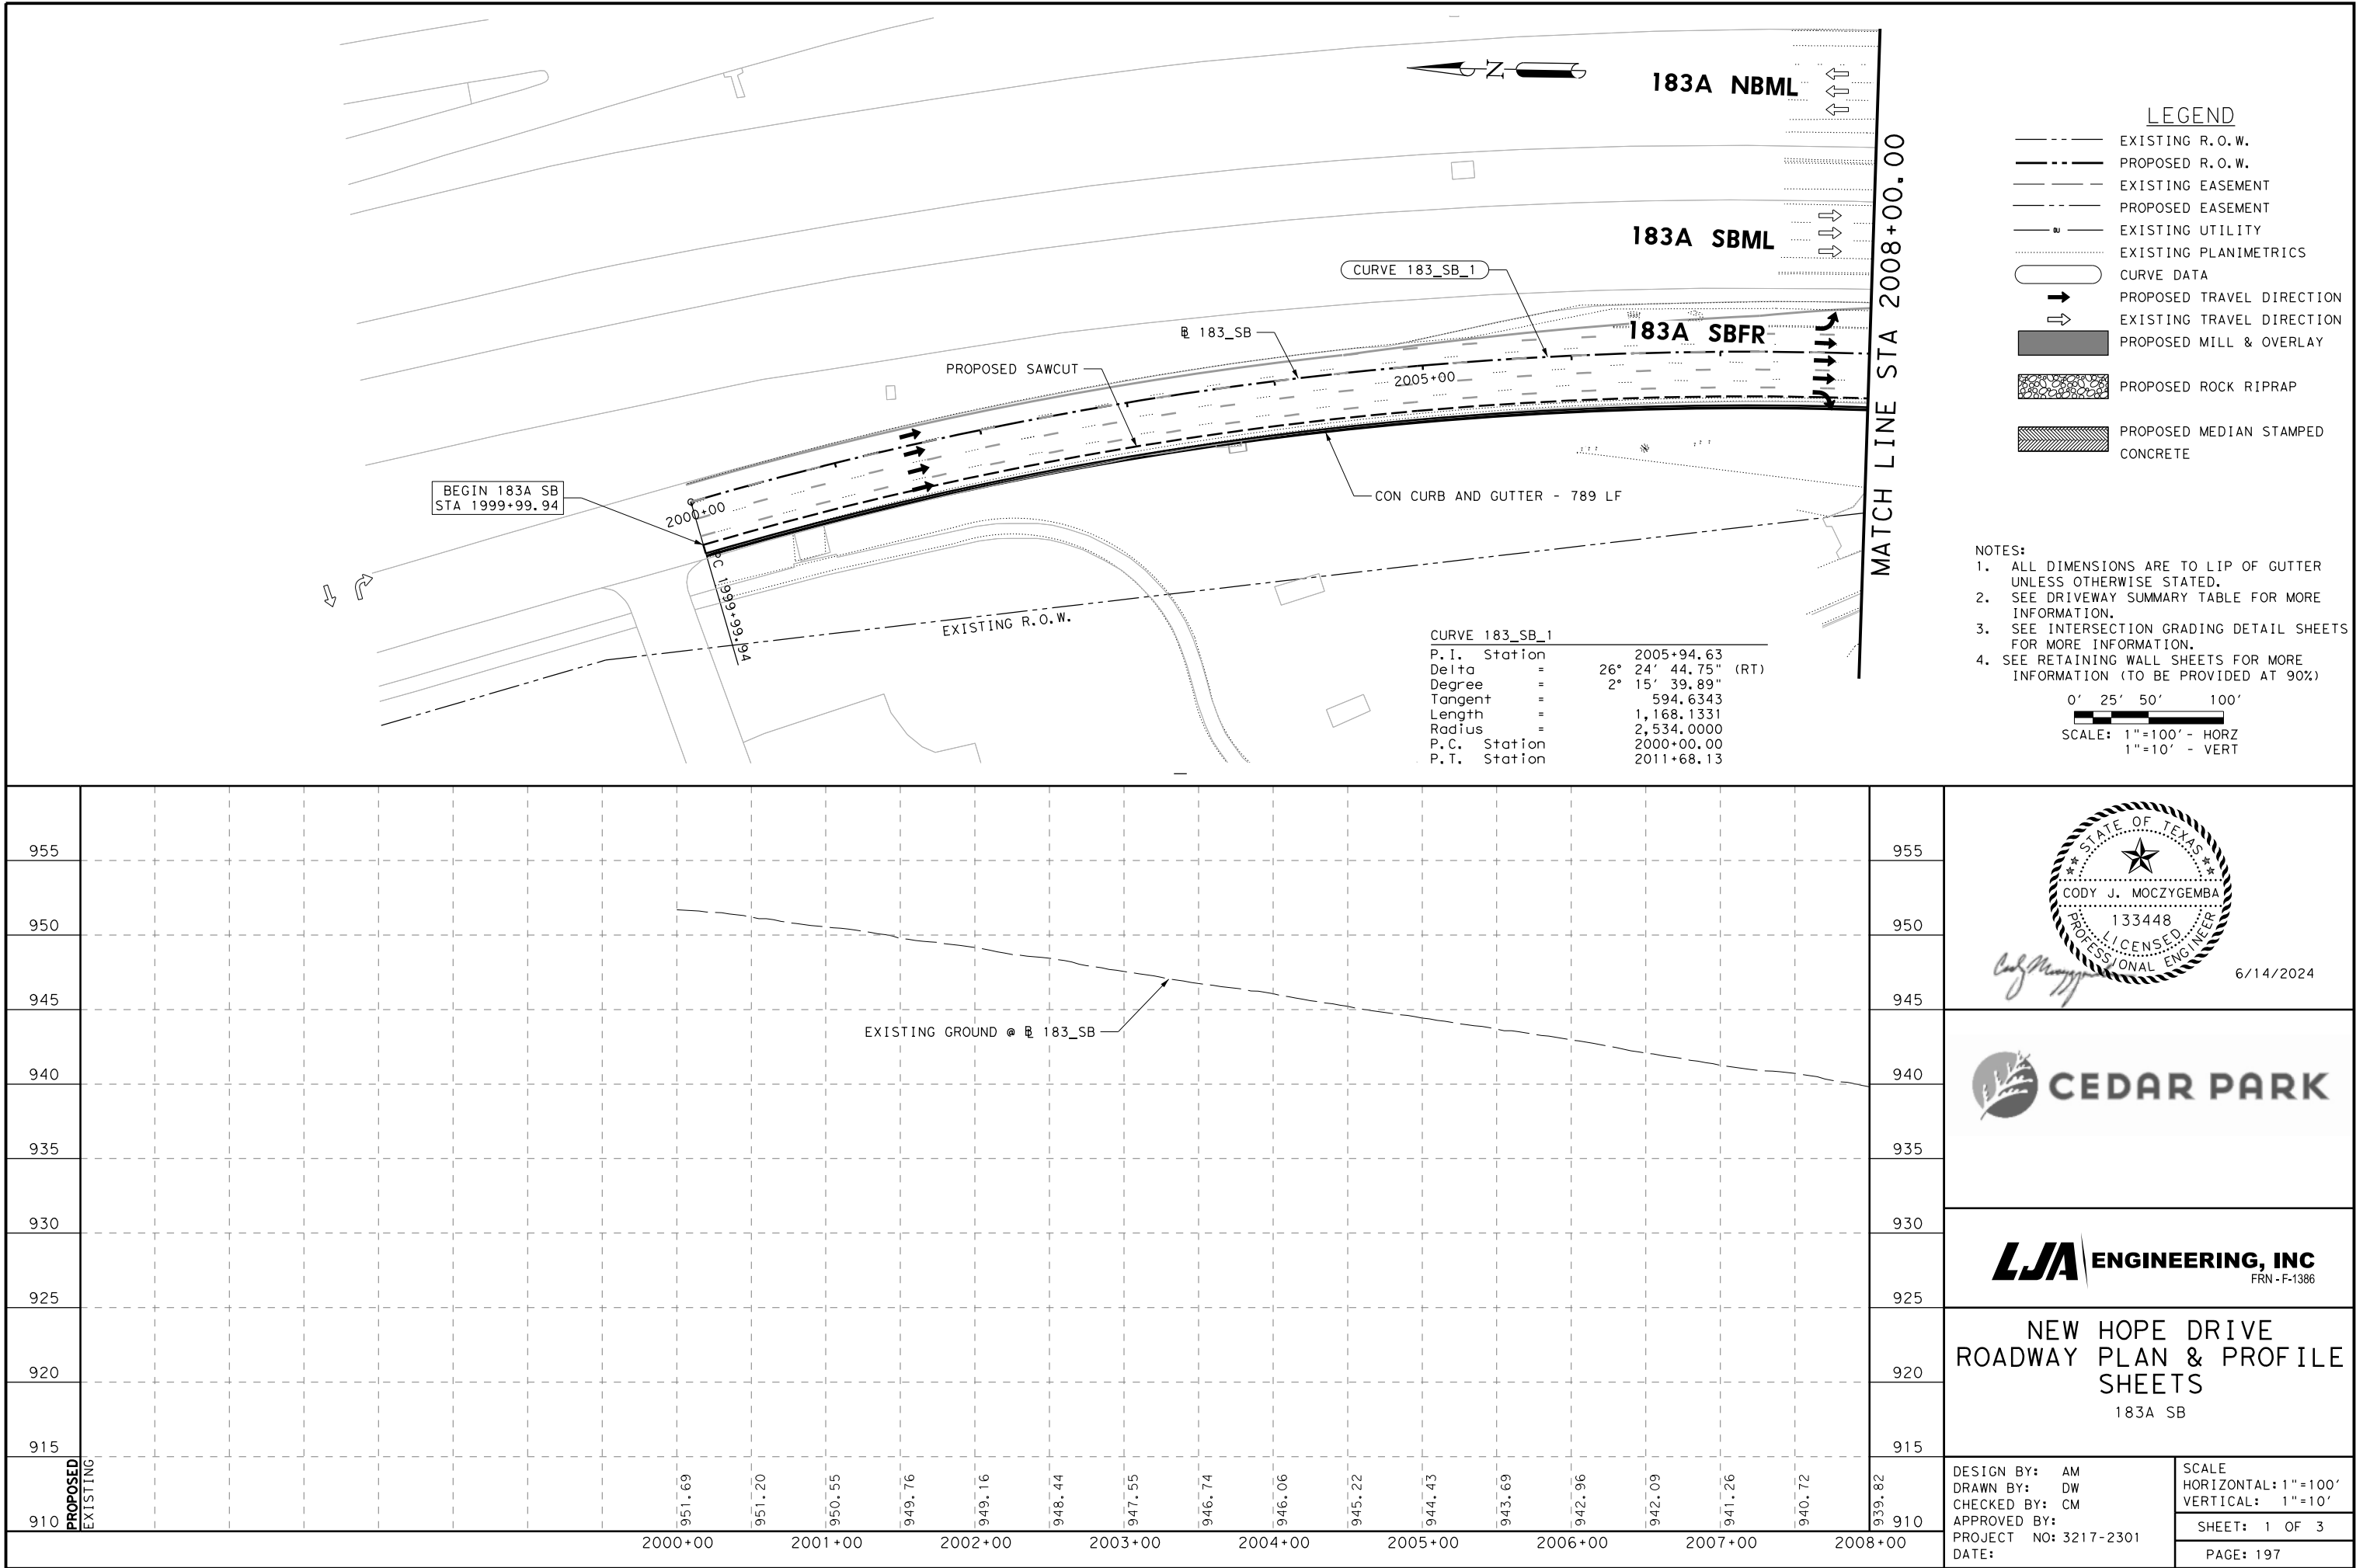 N
183A NBML
183A SBML
183A SBFR
MATCH LINE STA 2008+00.00
CURVE 183_SB_1
℄ 183_SB
PROPOSED SAWCUT
2005+00
2000+00
BEGIN 183A SB
STA 1999+99.94
PC 1999+99.94
CON CURB AND GUTTER - 789 LF
EXISTING R.O.W.
CURVE 183_SB_1
P.I. Station 2005+94.63
Delta = 26° 24' 44.75" (RT)
Degree = 2° 15' 39.89"
Tangent = 594.6343
Length = 1,168.1331
Radius = 2,534.0000
P.C. Station 2000+00.00
P.T. Station 2011+68.13
LEGEND
EXISTING R.O.W.
PROPOSED R.O.W.
EXISTING EASEMENT
PROPOSED EASEMENT
EXISTING UTILITY
EXISTING PLANIMETRICS
CURVE DATA
PROPOSED TRAVEL DIRECTION
EXISTING TRAVEL DIRECTION
PROPOSED MILL & OVERLAY
PROPOSED ROCK RIPRAP
PROPOSED MEDIAN STAMPED
CONCRETE
NOTES:
1. ALL DIMENSIONS ARE TO LIP OF GUTTER
UNLESS OTHERWISE STATED.
2. SEE DRIVEWAY SUMMARY TABLE FOR MORE
INFORMATION.
3. SEE INTERSECTION GRADING DETAIL SHEETS
FOR MORE INFORMATION.
4. SEE RETAINING WALL SHEETS FOR MORE
INFORMATION (TO BE PROVIDED AT 90%)
0' 25' 50' 100'
SCALE: 1"=100' - HORZ
1"=10' - VERT
955 955
950 950
945 945
EXISTING GROUND @ ℄ 183_SB
940 940
935 935
930 930
925 925
920 920
915 915
910 910
PROPOSED
EXISTING
951.69
951.20
950.55
949.76
949.16
948.44
947.55
946.74
946.06
945.22
944.43
943.69
942.96
942.09
941.26
940.72
939.82
2000+00 2001+00 2002+00 2003+00 2004+00 2005+00 2006+00 2007+00 2008+00
STATE OF TEXAS
CODY J. MOCZYGEMBA
133448
LICENSED
PROFESSIONAL ENGINEER
6/14/2024
CEDAR PARK
LJA ENGINEERING, INC
FRN - F-1386
NEW HOPE DRIVE
ROADWAY PLAN & PROFILE
SHEETS
183A SB
DESIGN BY: AM
DRAWN BY: DW
CHECKED BY: CM
APPROVED BY:
PROJECT NO: 3217-2301
DATE:
SCALE
HORIZONTAL: 1"=100'
VERTICAL: 1"=10'
SHEET: 1 OF 3
PAGE: 197